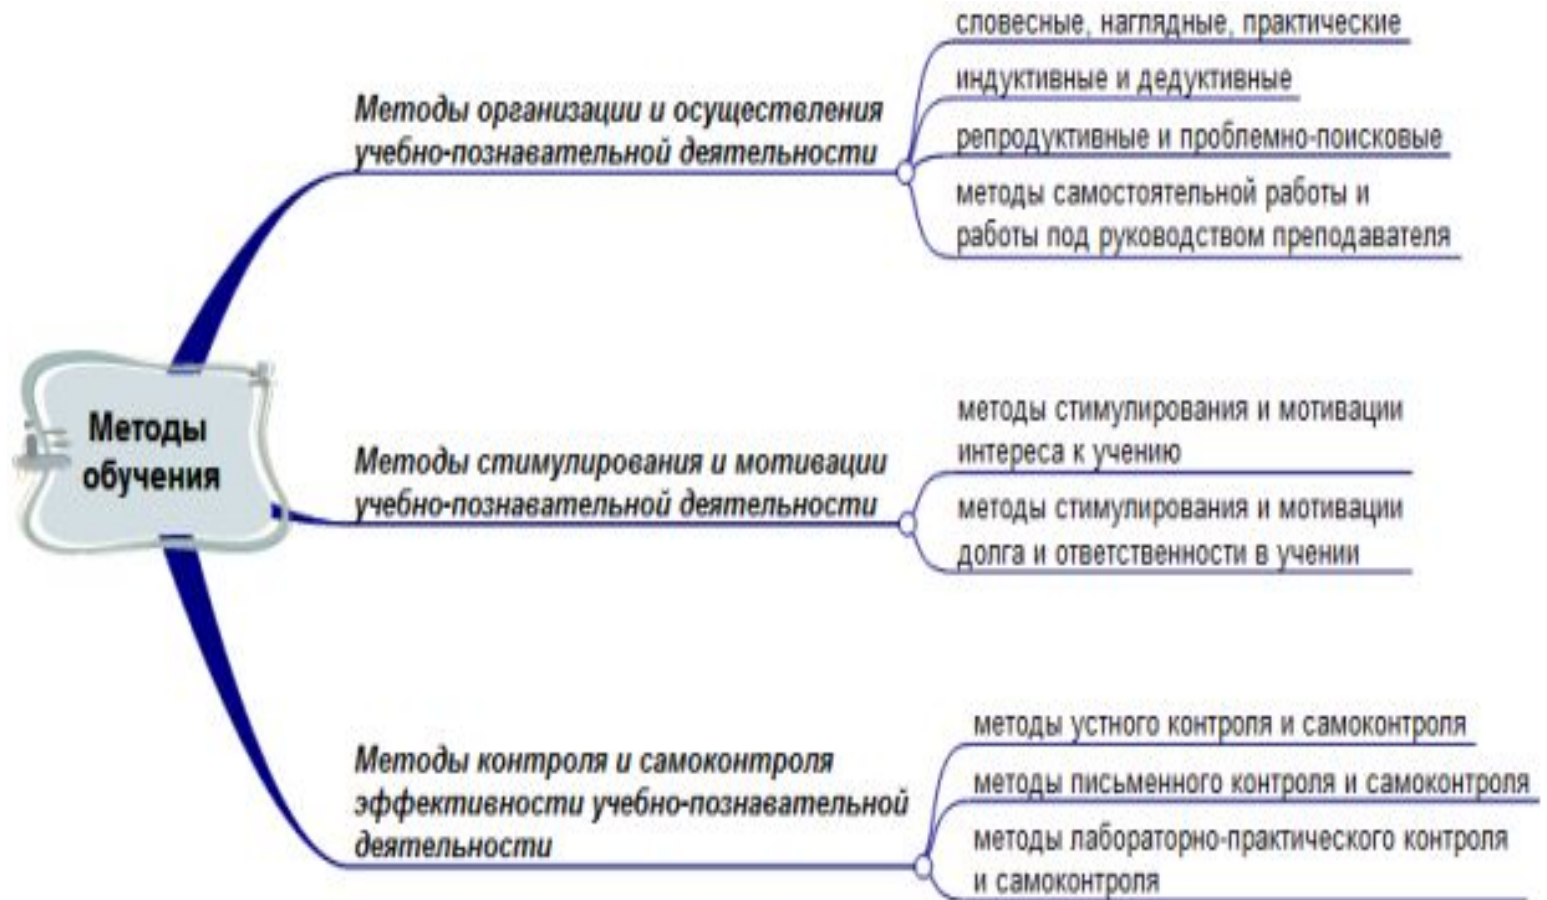 Методы
обучения
Методы организации и осуществления
учебно-познавательной деятельности
словесные, наглядные, практические
индуктивные и дедуктивные
репродуктивные и проблемно-поисковые
методы самостоятельной работы и
работы под руководством преподавателя
Методы стимулирования и мотивации
учебно-познавательной деятельности
методы стимулирования и мотивации
интереса к учению
методы стимулирования и мотивации
долга и ответственности в учении
Методы контроля и самоконтроля
эффективности учебно-познавательной
деятельности
методы устного контроля и самоконтроля
методы письменного контроля и самоконтроля
методы лабораторно-практического контроля
и самоконтроля